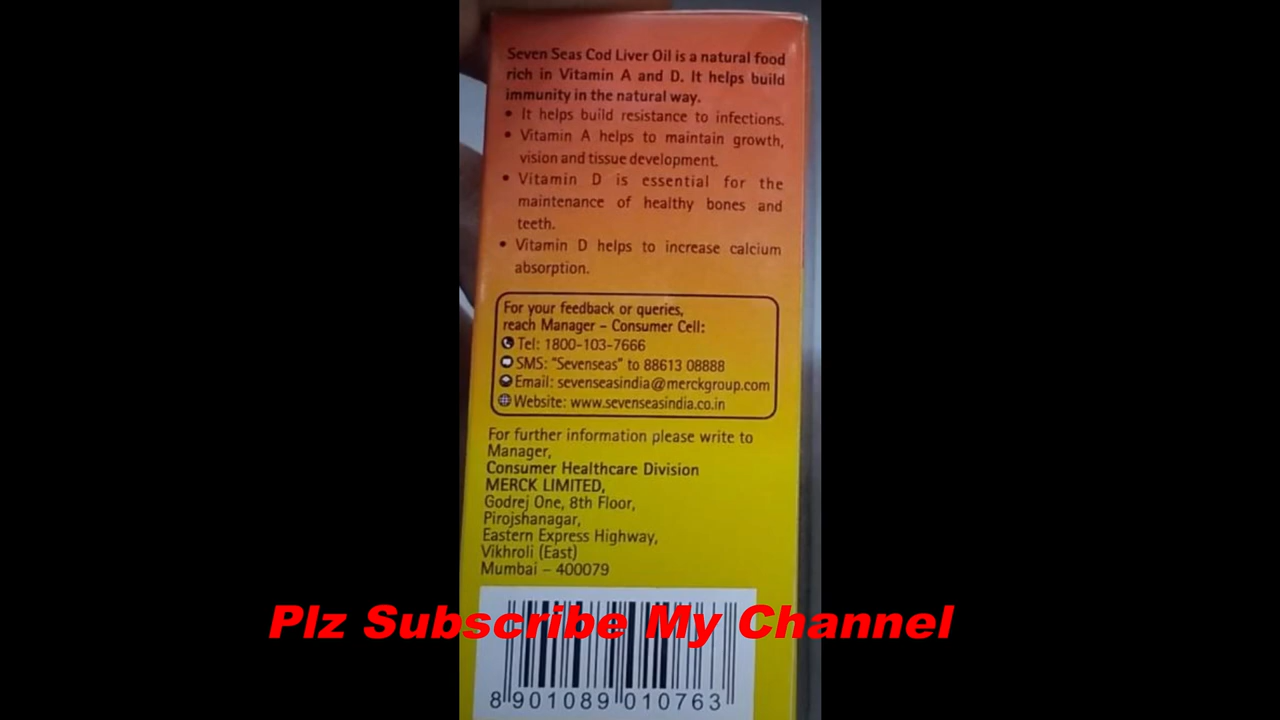 Seven Seas Cod Liver Oil is a natural food
rich in Vitamin A and D. It helps build
immunity in the natural way.
• It helps build resistance to infections.
• Vitamin A helps to maintain growth,
vision and tissue development.
• Vitamin D is essential for the
maintenance of healthy bones and
teeth.
• Vitamin D helps to increase calcium
absorption.
For your feedback or queries,
reach Manager – Consumer Cell:
Tel: 1800-103-7666
SMS: "Sevenseas" to 88613 08888
Email: sevenseasindia@merckgroup.com
Website: www.sevenseasindia.co.in
For further information please write to
Manager,
Consumer Healthcare Division
MERCK LIMITED,
Godrej One, 8th Floor,
Pirojshanagar,
Eastern Express Highway,
Vikhroli (East)
Mumbai – 400079
Plz Subscribe My Channel
8 901089 010763